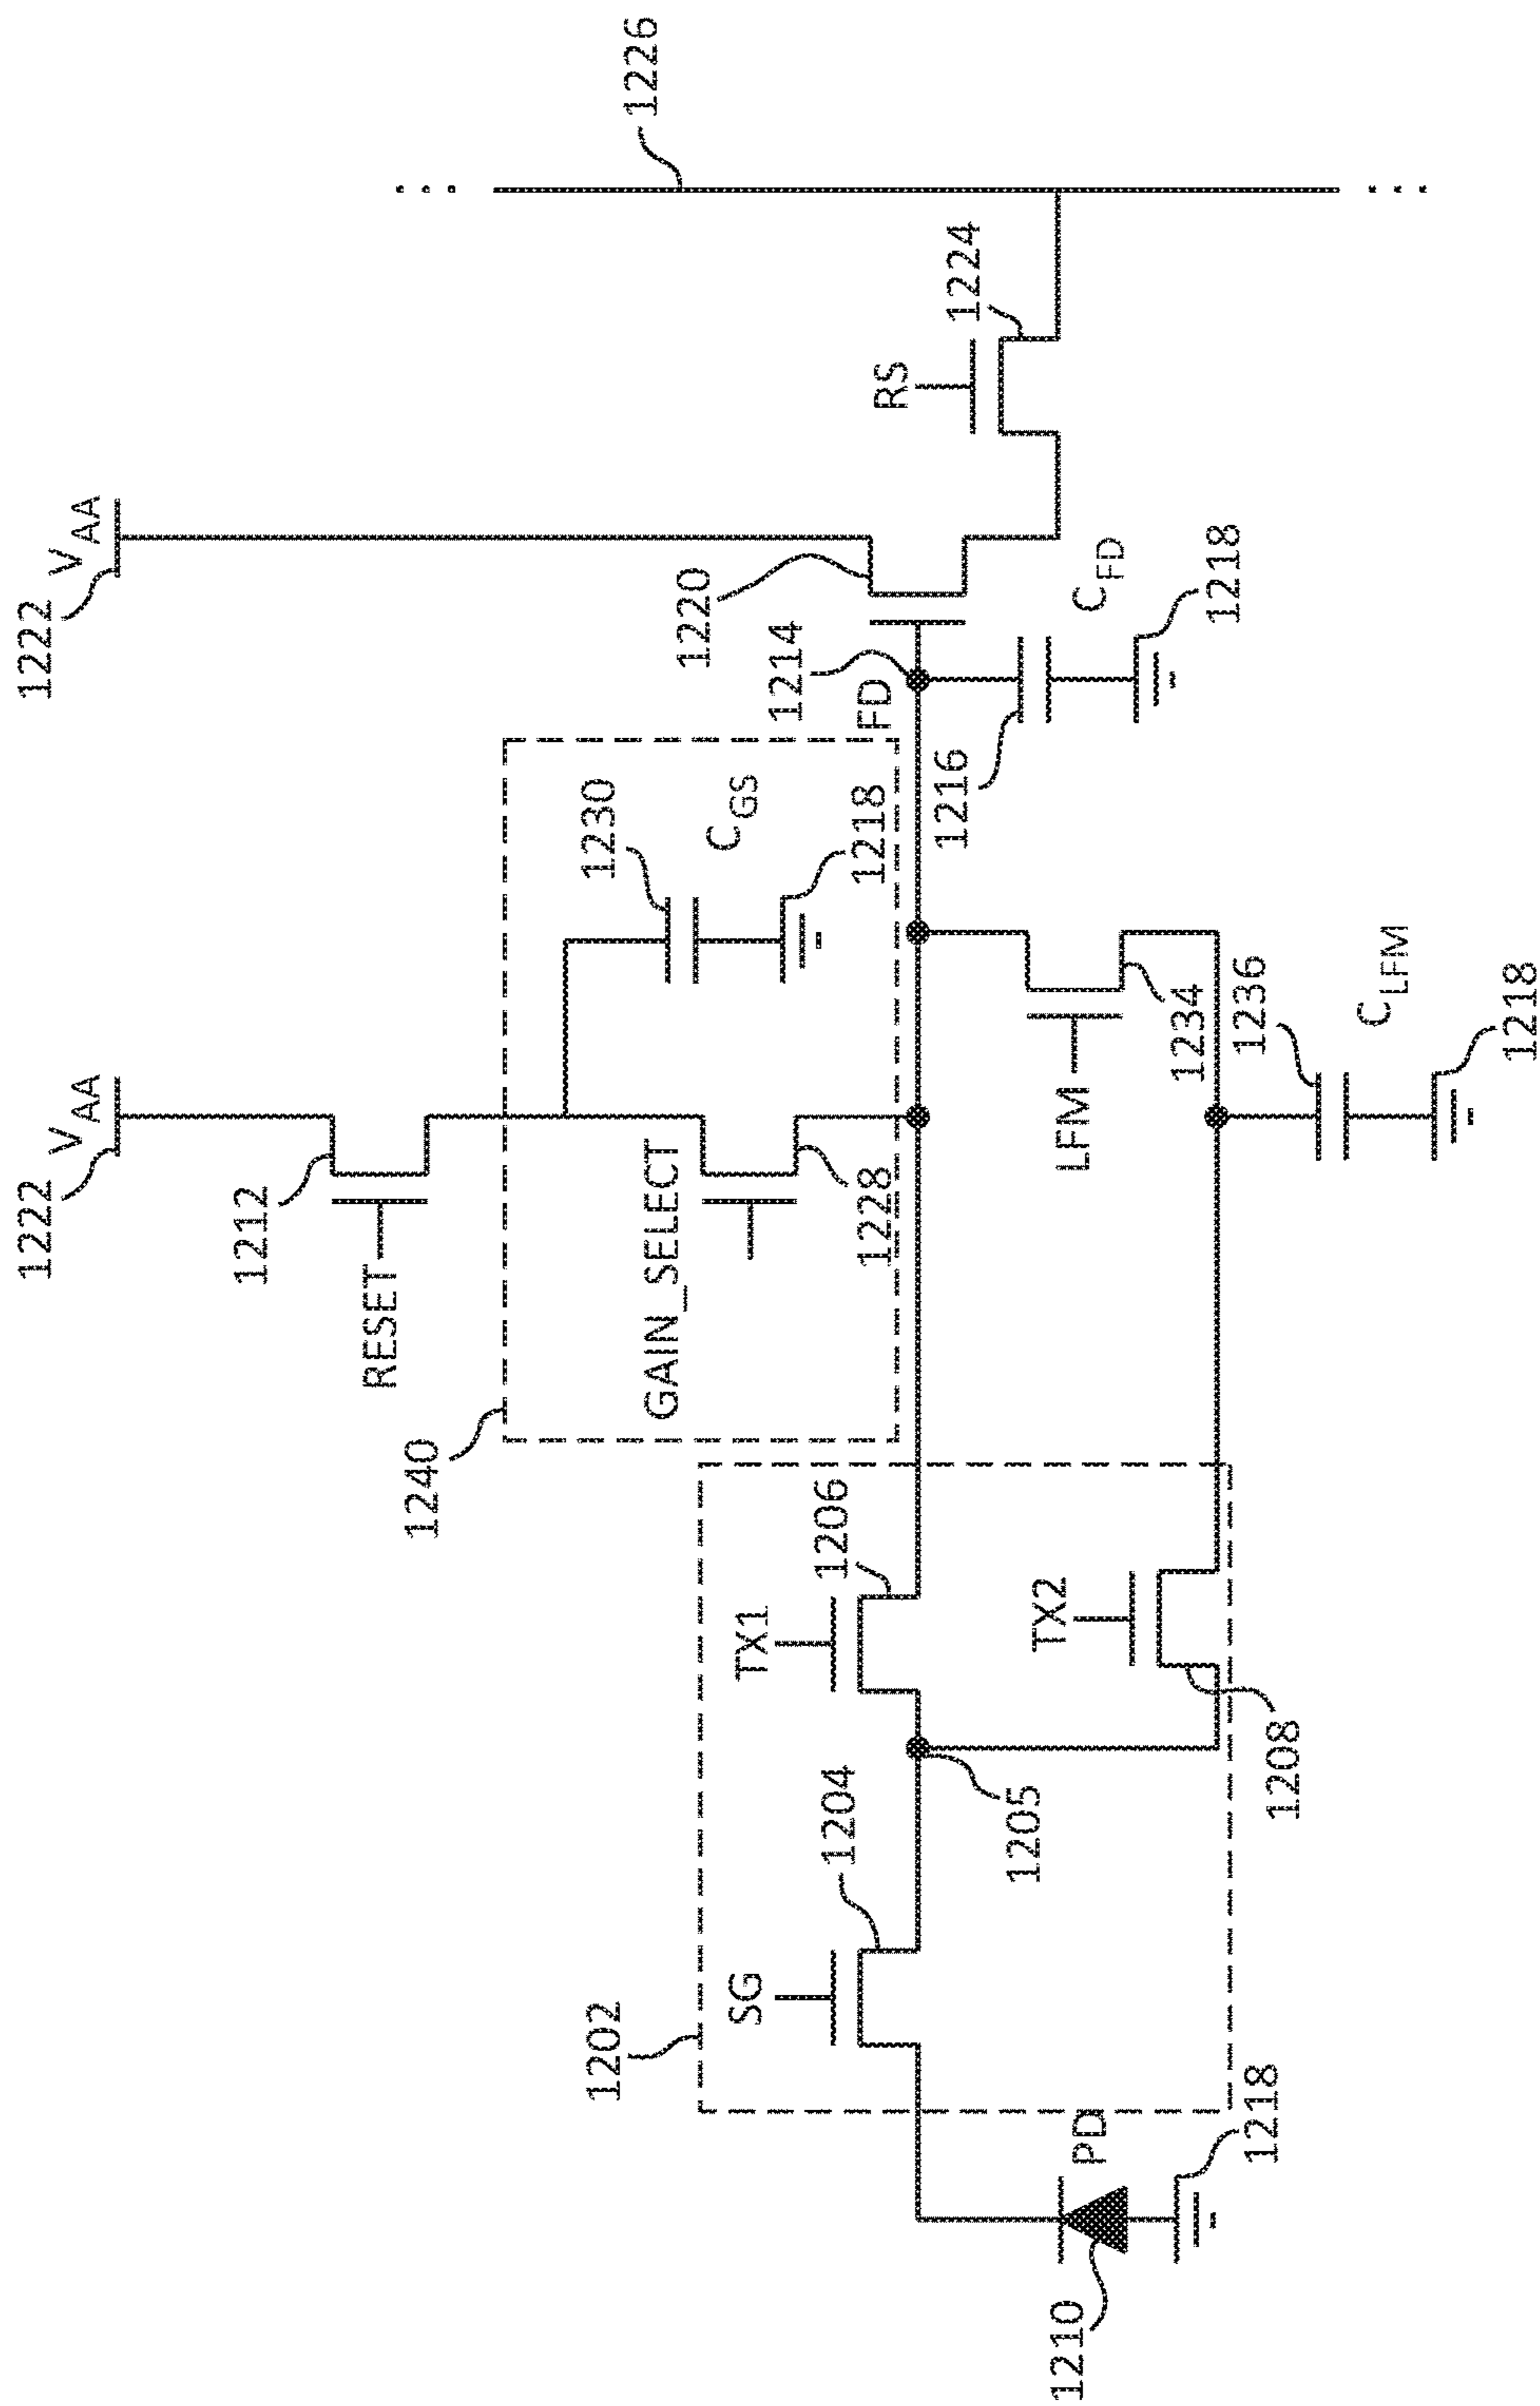 1222
V_AA
1222
V_AA
1212
RESET
1240
1230
C_GS
1218
GAIN_SELECT
1228
1220
1214
FD
1216
C_FD
1218
RS
1224
1226
1202
SG
1204
TX1
1206
1205
TX2
1208
LFM
1234
1236
C_LFM
1218
PD
1210
1218